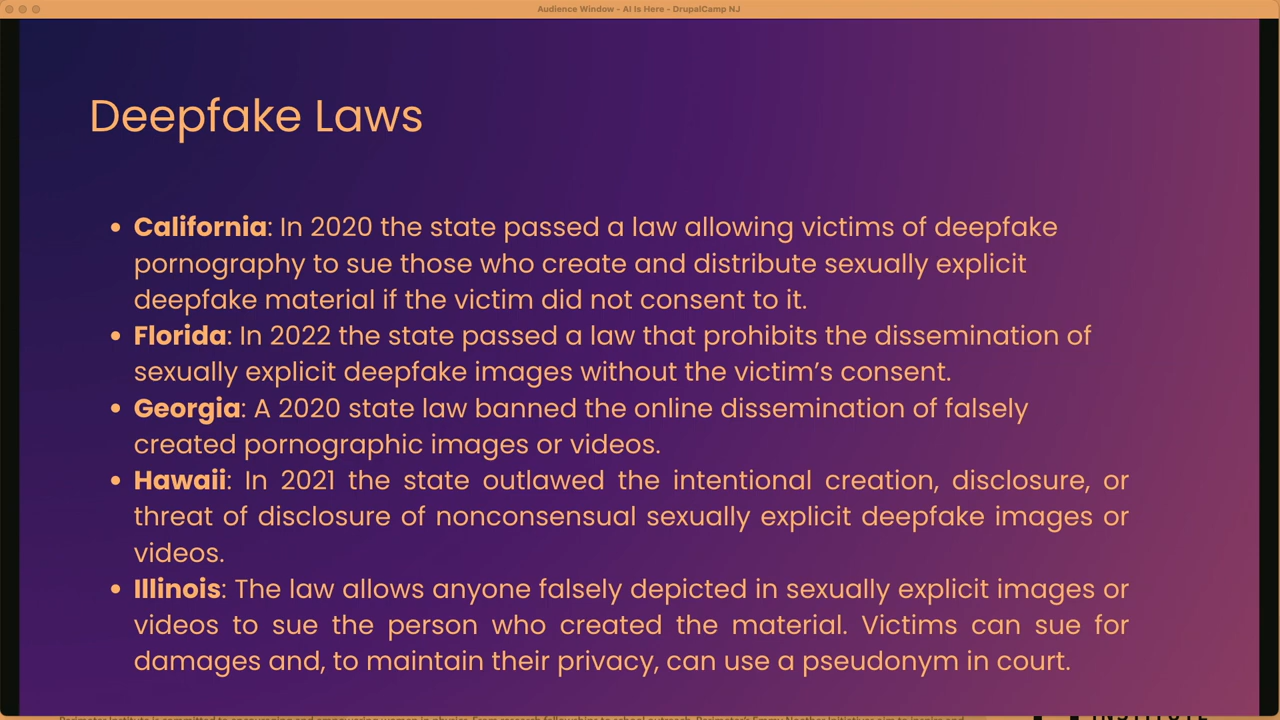 Audience Window - AI Is Here - DrupalCamp NJ
Deepfake Laws
• California: In 2020 the state passed a law allowing victims of deepfake
pornography to sue those who create and distribute sexually explicit
deepfake material if the victim did not consent to it.
• Florida: In 2022 the state passed a law that prohibits the dissemination of
sexually explicit deepfake images without the victim’s consent.
• Georgia: A 2020 state law banned the online dissemination of falsely
created pornographic images or videos.
• Hawaii: In 2021 the state outlawed the intentional creation, disclosure, or
threat of disclosure of nonconsensual sexually explicit deepfake images or
videos.
• Illinois: The law allows anyone falsely depicted in sexually explicit images or
videos to sue the person who created the material. Victims can sue for
damages and, to maintain their privacy, can use a pseudonym in court.
INSTITUTE